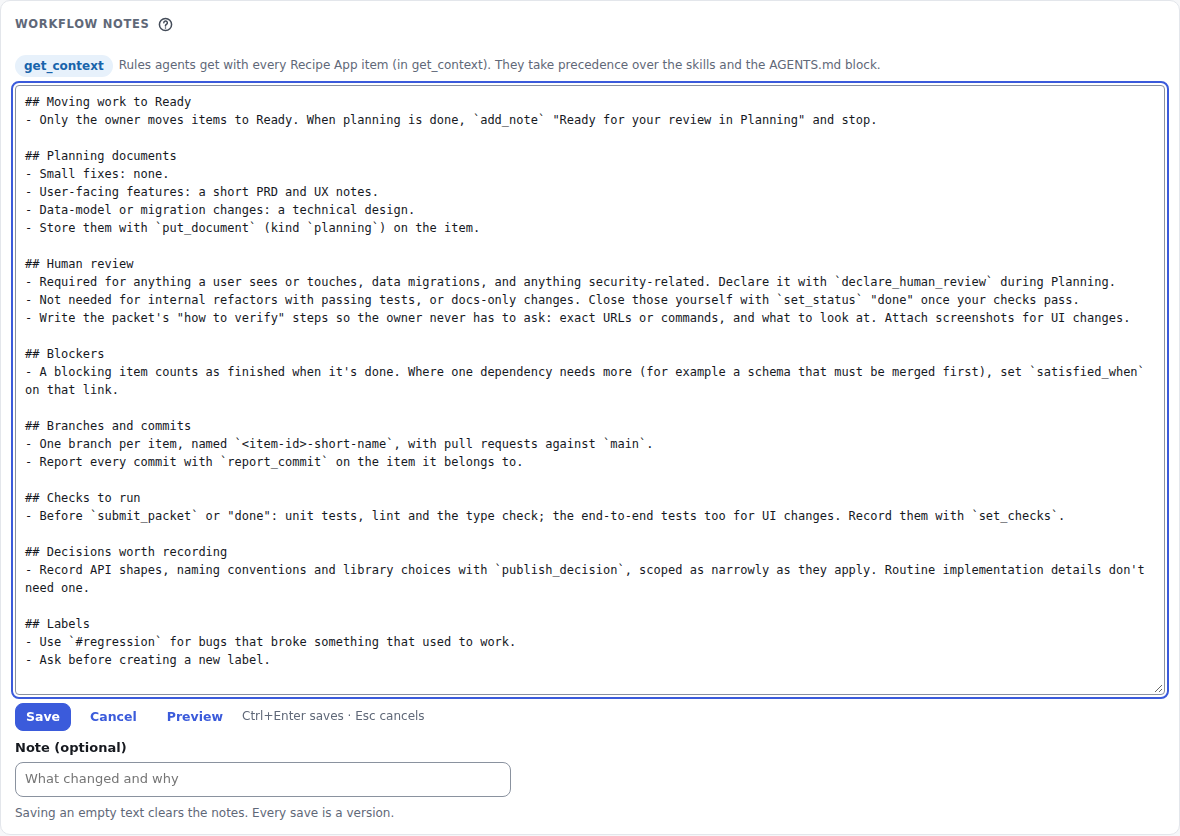 WORKFLOW NOTES ?
get_context Rules agents get with every Recipe App item (in get_context). They take precedence over the skills and the AGENTS.md block.
## Moving work to Ready
- Only the owner moves items to Ready. When planning is done, `add_note` "Ready for your review in Planning" and stop.

## Planning documents
- Small fixes: none.
- User-facing features: a short PRD and UX notes.
- Data-model or migration changes: a technical design.
- Store them with `put_document` (kind `planning`) on the item.

## Human review
- Required for anything a user sees or touches, data migrations, and anything security-related. Declare it with `declare_human_review` during Planning.
- Not needed for internal refactors with passing tests, or docs-only changes. Close those yourself with `set_status` "done" once your checks pass.
- Write the packet's "how to verify" steps so the owner never has to ask: exact URLs or commands, and what to look at. Attach screenshots for UI changes.

## Blockers
- A blocking item counts as finished when it's done. Where one dependency needs more (for example a schema that must be merged first), set `satisfied_when`
on that link.

## Branches and commits
- One branch per item, named `<item-id>-short-name`, with pull requests against `main`.
- Report every commit with `report_commit` on the item it belongs to.

## Checks to run
- Before `submit_packet` or "done": unit tests, lint and the type check; the end-to-end tests too for UI changes. Record them with `set_checks`.

## Decisions worth recording
- Record API shapes, naming conventions and library choices with `publish_decision`, scoped as narrowly as they apply. Routine implementation details don't
need one.

## Labels
- Use `#regression` for bugs that broke something that used to work.
- Ask before creating a new label.

Save Cancel Preview Ctrl+Enter saves · Esc cancels
Note (optional)
What changed and why
Saving an empty text clears the notes. Every save is a version.